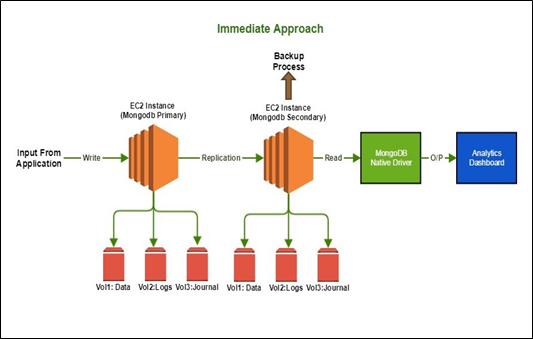 Immediate Approach
Backup
Process
EC2 Instance
(Mongodb Primary)
EC2 Instance
(Mongodb Secondary)
Input From
Application
Write
Replication
Read
MongoDB
Native Driver
O/P
Analytics
Dashboard
Vol1: Data
Vol2:Logs
Vol3:Journal
Vol1: Data
Vol2:Logs
Vol3:Journal